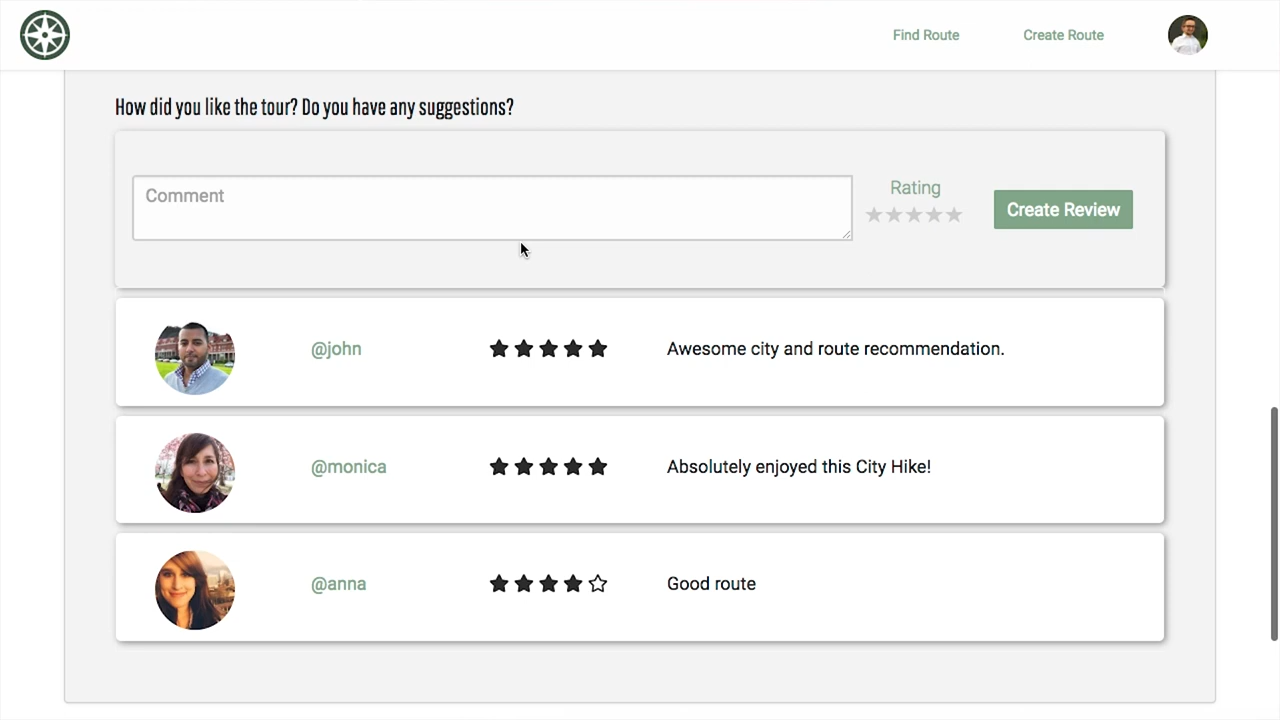 Find Route
Create Route
How did you like the tour? Do you have any suggestions?
Comment
Rating
Create Review
@john
Awesome city and route recommendation.
@monica
Absolutely enjoyed this City Hike!
@anna
Good route